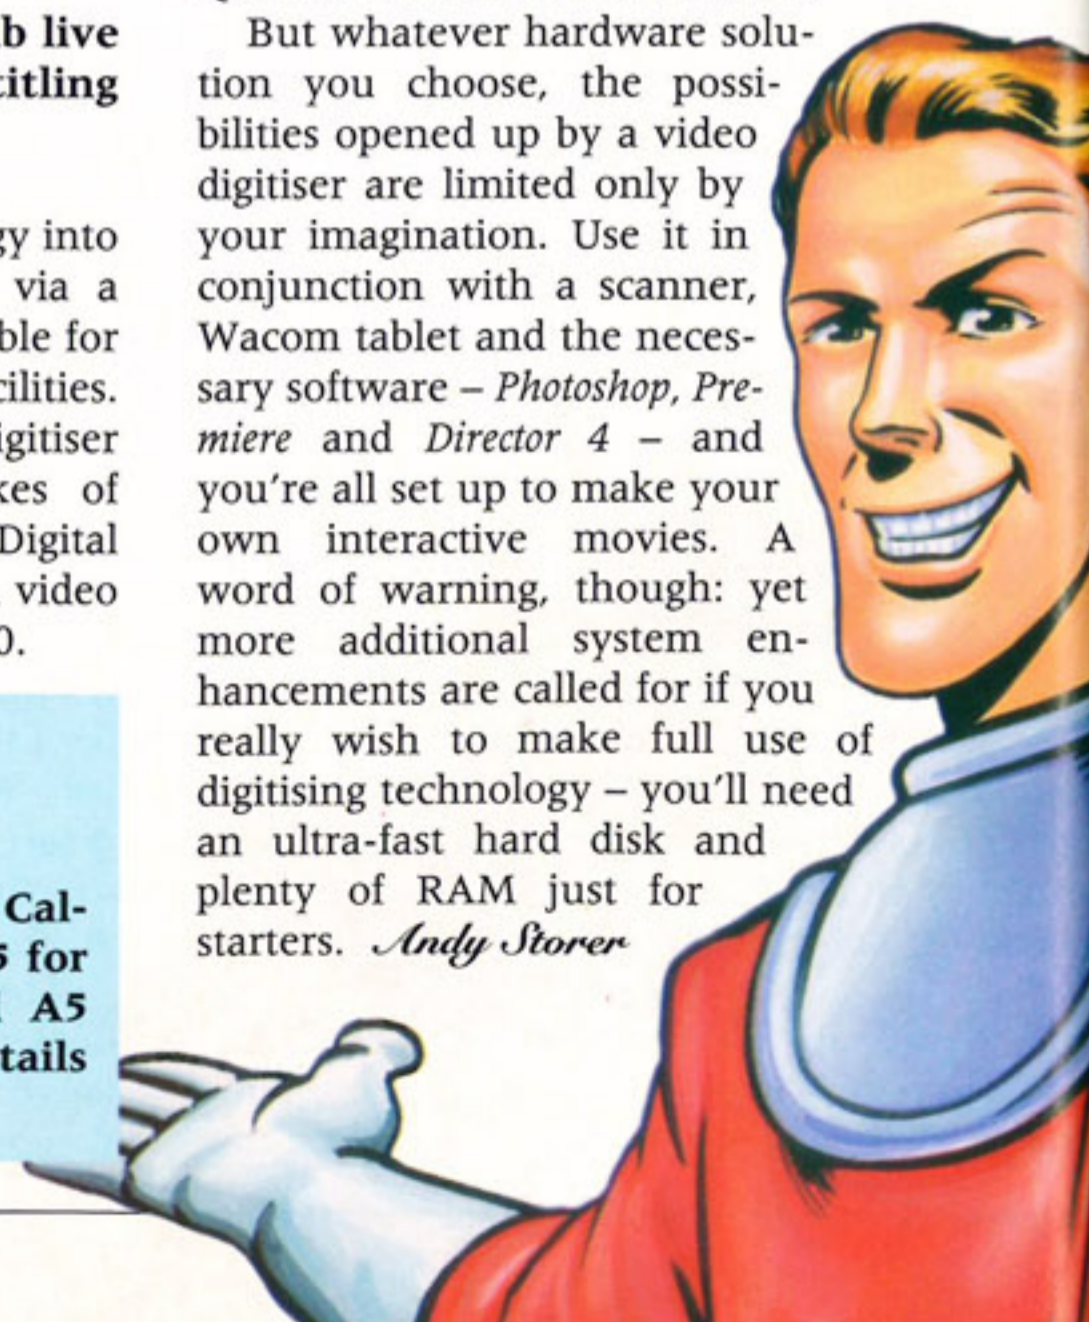 b live
titling
gy into
via a
ble for
cilities.
igitiser
kes of
Digital
video
0.
Cal-
5 for
A5
tails
But whatever hardware solu-
tion you choose, the possi-
bilities opened up by a video
digitiser are limited only by
your imagination. Use it in
conjunction with a scanner,
Wacom tablet and the neces-
sary software – Photoshop, Pre-
miere and Director 4 – and
you're all set up to make your
own interactive movies. A
word of warning, though: yet
more additional system en-
hancements are called for if you
really wish to make full use of
digitising technology – you'll need
an ultra-fast hard disk and
plenty of RAM just for
starters. Andy Storer